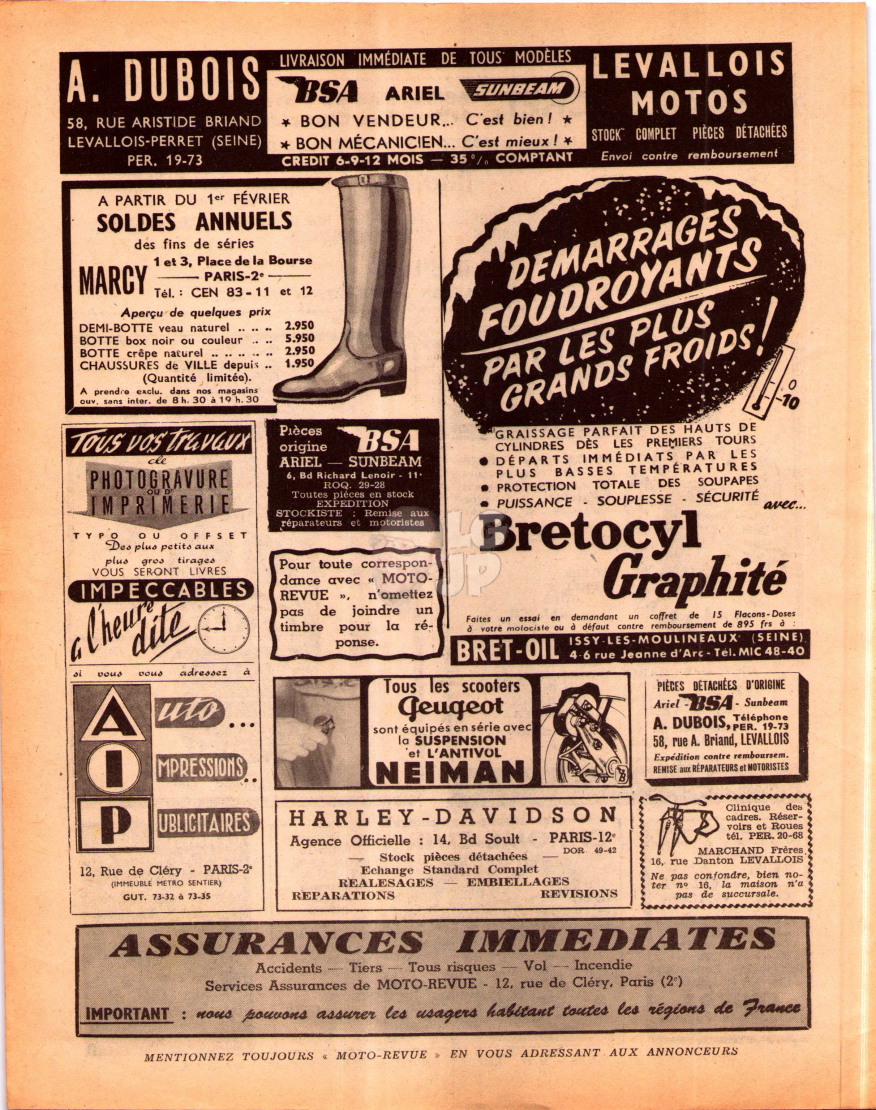 A. DUBOIS
58, RUE ARISTIDE BRIAND
LEVALLOIS-PERRET (SEINE)
PER. 19-73
LIVRAISON IMMÉDIATE DE TOUS MODÈLES
BSA ARIEL SUNBEAM
★ BON VENDEUR... C'est bien ! ★
★ BON MÉCANICIEN... C'est mieux ! ★
CREDIT 6-9-12 MOIS — 35 % COMPTANT
LEVALLOIS
MOTOS
STOCK COMPLET PIÈCES DÉTACHÉES
Envoi contre remboursement
A PARTIR DU 1er FÉVRIER
SOLDES ANNUELS
des fins de séries
MARCY
1 et 3, Place de la Bourse
— PARIS-2e —
Tél. : CEN 83-11 et 12
Aperçu de quelques prix
DEMI-BOTTE veau naturel .. .. .. 2.950
BOTTE box noir ou couleur .. .. 5.950
BOTTE crêpe naturel .. .. .. .. .. 2.950
CHAUSSURES de VILLE depuis .. 1.950
(Quantité limitée).
A prendre exclu. dans nos magasins
ouv. sans inter. de 8 h. 30 à 19 h. 30
DEMARRAGES
FOUDROYANTS
PAR LES PLUS
GRANDS FROIDS !
0
-10
GRAISSAGE PARFAIT DES HAUTS DE
CYLINDRES DÈS LES PREMIERS TOURS
• DÉPARTS IMMÉDIATS PAR LES
PLUS BASSES TEMPÉRATURES
• PROTECTION TOTALE DES SOUPAPES
• PUISSANCE - SOUPLESSE - SÉCURITÉ
avec...
Bretocyl
Graphité
Faites un essai en demandant un coffret de 15 Flacons-Doses
à votre motociste ou à défaut contre remboursement de 895 frs à :
BRET-OIL ISSY-LES-MOULINEAUX (SEINE)
4-6 rue Jeanne d'Arc - Tél. MIC 48-40
Tous vos travaux
de
PHOTOGRAVURE
OU D'
IMPRIMERIE
TYPO OU OFFSET
Des plus petits aux
plus gros tirages
VOUS SERONT LIVRES
IMPECCABLES
a l'heure
dite
si vous vous adressez à
Auto...
IMPRESSIONS...
PUBLICITAIRES
12, Rue de Cléry - PARIS-2e
(IMMEUBLE METRO SENTIER)
GUT. 73-32 à 73-35
Pièces
origine BSA
ARIEL — SUNBEAM
6, Bd Richard Lenoir - 11e
ROQ. 29-28
Toutes pièces en stock
EXPEDITION
STOCKISTE : Remise aux
réparateurs et motoristes
Pour toute correspon-
dance avec « MOTO-
REVUE », n'omettez
pas de joindre un
timbre pour la ré-
ponse.
LC
UP
Tous les scooters
Peugeot
sont équipés en série avec
la SUSPENSION
et L'ANTIVOL
NEIMAN
PIÈCES DÉTACHÉES D'ORIGINE
Ariel - BSA - Sunbeam
A. DUBOIS, Téléphone
PER. 19-73
58, rue A. Briand, LEVALLOIS
Expédition contre remboursem.
REMISE aux RÉPARATEURS et MOTORISTES
HARLEY-DAVIDSON
Agence Officielle : 14, Bd Soult - PARIS-12e
DOR 49-42
— Stock pièces détachées —
Echange Standard Complet
REALESAGES — EMBIELLAGES
REPARATIONS REVISIONS
Clinique des
cadres. Réser-
voirs et Roues
tél. PER. 20-68
MARCHAND Frères
16, rue Danton LEVALLOIS
Ne pas confondre, bien no-
ter nº 16, la maison n'a
pas de succursale.
ASSURANCES IMMEDIATES
Accidents — Tiers — Tous risques — Vol — Incendie
Services Assurances de MOTO-REVUE - 12, rue de Cléry, Paris (2e)
IMPORTANT : nous pouvons assurer les usagers habitant toutes les régions de France
MENTIONNEZ TOUJOURS « MOTO-REVUE » EN VOUS ADRESSANT AUX ANNONCEURS